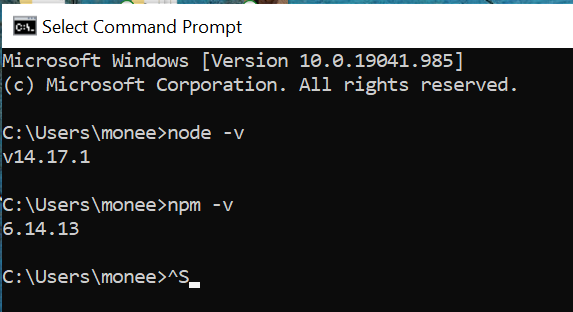 Select Command Prompt
Microsoft Windows [Version 10.0.19041.985]
(c) Microsoft Corporation. All rights reserved.
C:\Users\monee>node -v
v14.17.1
C:\Users\monee>npm -v
6.14.13
C:\Users\monee>^S